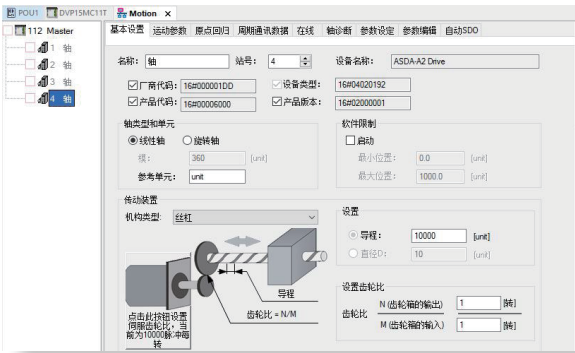 POU1 DVP15MC11T Motion ×
112 Master
1 轴
2 轴
3 轴
4 轴
基本设置 运动参数 原点回归 周期通讯数据 在线 轴诊断 参数设定 参数编辑 自动SDO
名称: 轴 站号: 4 设备名称: ASDA-A2 Drive
厂商代码: 16#000001DD 设备类型: 16#04020192
产品代码: 16#00006000 产品版本: 16#02000001
轴类型和单元
线性轴 旋转轴
模: 360 [unit]
参考单元: unit
软件限制
启动
最小位置: 0.0 [unit]
最大位置: 1000.0 [unit]
传动装置
机构类型: 丝杠
导程
齿轮比 = N/M
点击此按钮设置
伺服齿轮比，当
前为10000脉冲每
转
设置
导程: 10000 [unit]
直径D: 10 [unit]
设置齿轮比
齿轮比
N (齿轮箱的输出) 1 [转]
M (齿轮箱的输入) 1 [转]